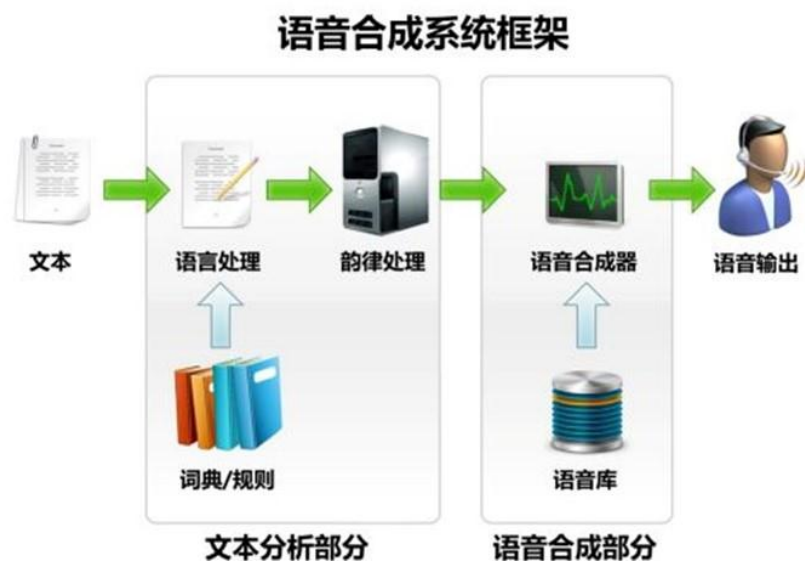 语音合成系统框架
文本
语言处理
韵律处理
语音合成器
语音输出
词典/规则
语音库
文本分析部分
语音合成部分